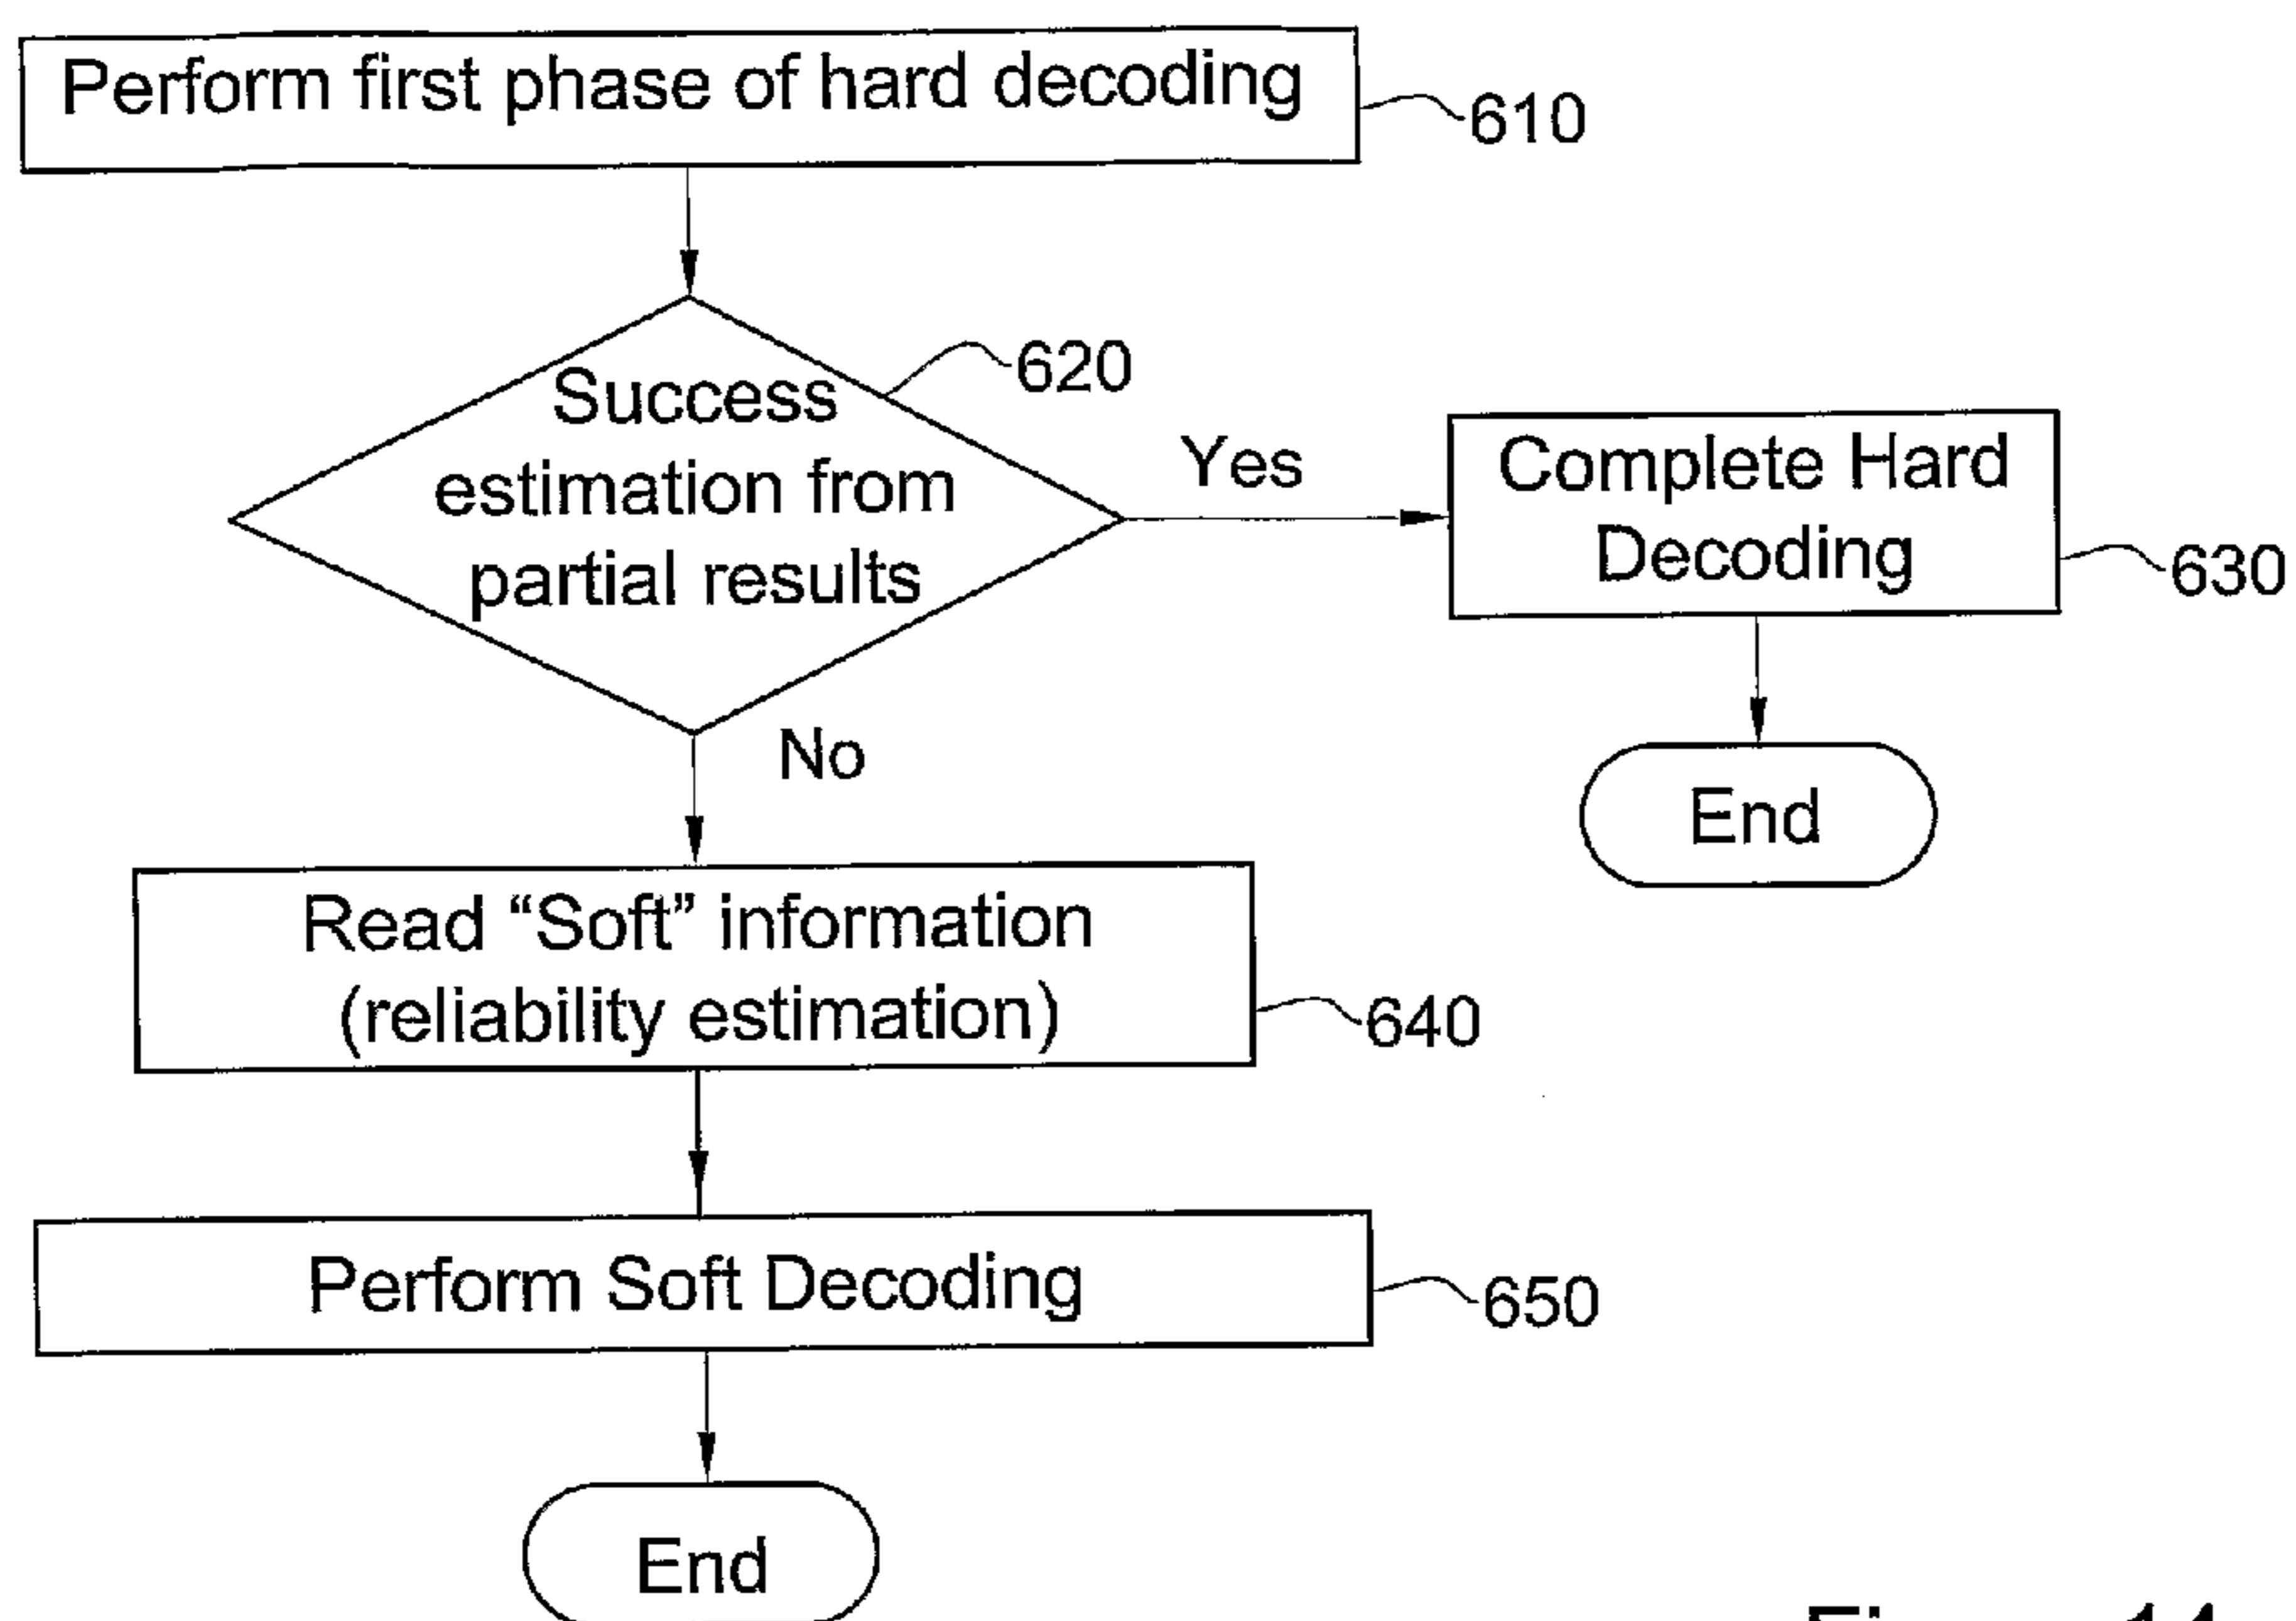 Perform first phase of hard decoding
610
620
Success
estimation from
partial results
Yes
Complete Hard
Decoding
630
No
End
Read “Soft” information
(reliability estimation)
640
Perform Soft Decoding
650
End